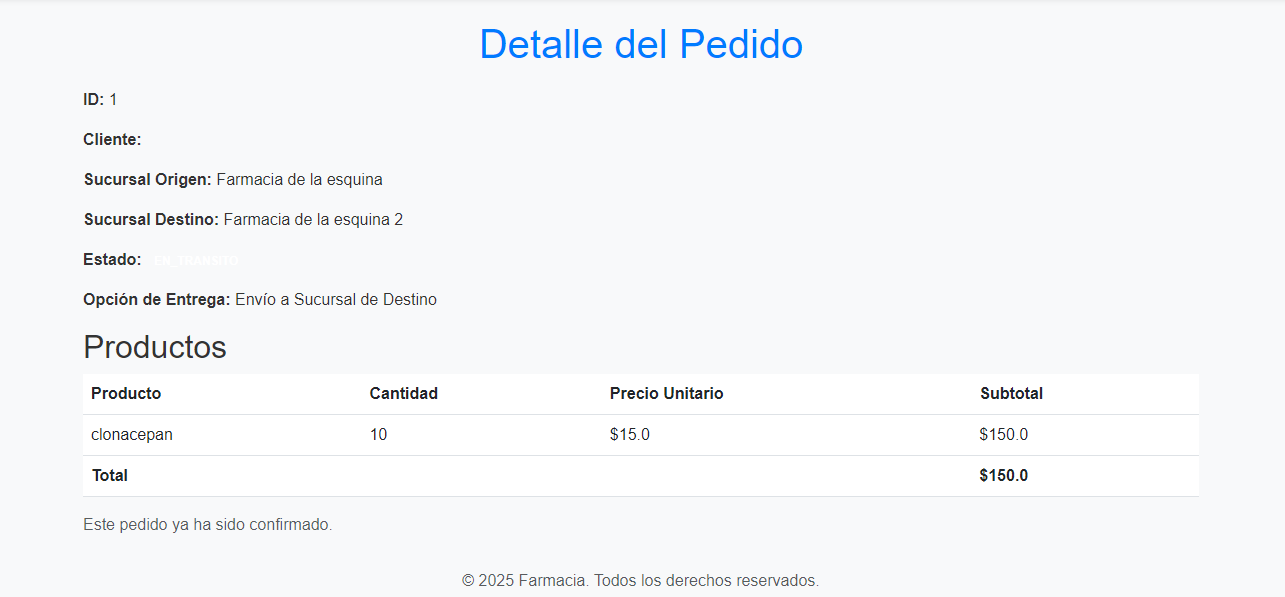 Detalle del Pedido
ID: 1
Cliente:
Sucursal Origen: Farmacia de la esquina
Sucursal Destino: Farmacia de la esquina 2
Estado: EN_TRANSITO
Opción de Entrega: Envío a Sucursal de Destino
Productos
Producto Cantidad Precio Unitario Subtotal
clonacepan 10 $15.0 $150.0
Total $150.0
Este pedido ya ha sido confirmado.
© 2025 Farmacia. Todos los derechos reservados.